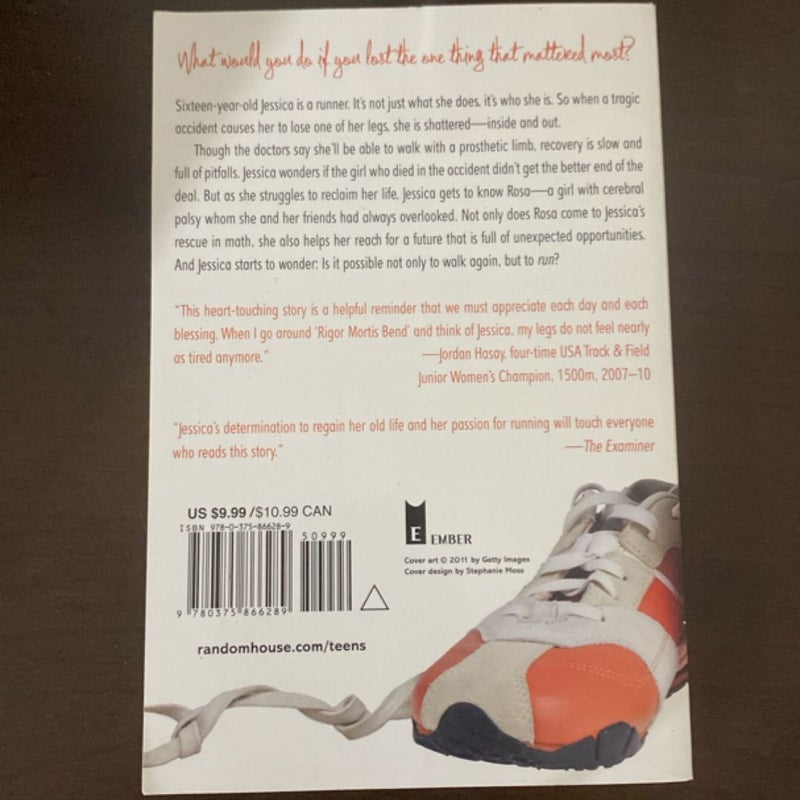 What would you do if you lost the one thing that mattered most?
Sixteen-year-old Jessica is a runner. It's not just what she does, it's who she is. So when a tragic
accident causes her to lose one of her legs, she is shattered—inside and out.
Though the doctors say she'll be able to walk with a prosthetic limb, recovery is slow and
full of pitfalls. Jessica wonders if the girl who died in the accident didn't get the better end of the
deal. But as she struggles to reclaim her life, Jessica gets to know Rosa—a girl with cerebral
palsy whom she and her friends had always overlooked. Not only does Rosa come to Jessica's
rescue in math, she also helps her reach for a future that is full of unexpected opportunities.
And Jessica starts to wonder: Is it possible not only to walk again, but to run?
"This heart-touching story is a helpful reminder that we must appreciate each day and each
blessing. When I go around 'Rigor Mortis Bend' and think of Jessica, my legs do not feel nearly
as tired anymore." —Jordan Hasay, four-time USA Track & Field
Junior Women's Champion, 1500m, 2007–10
"Jessica's determination to regain her old life and her passion for running will touch everyone
who reads this story." —The Examiner
US $9.99 / $10.99 CAN
ISBN 978-0-375-86628-9
50999
9 780375 866289
E EMBER
Cover art © 2011 by Getty Images
Cover design by Stephanie Moss
randomhouse.com/teens